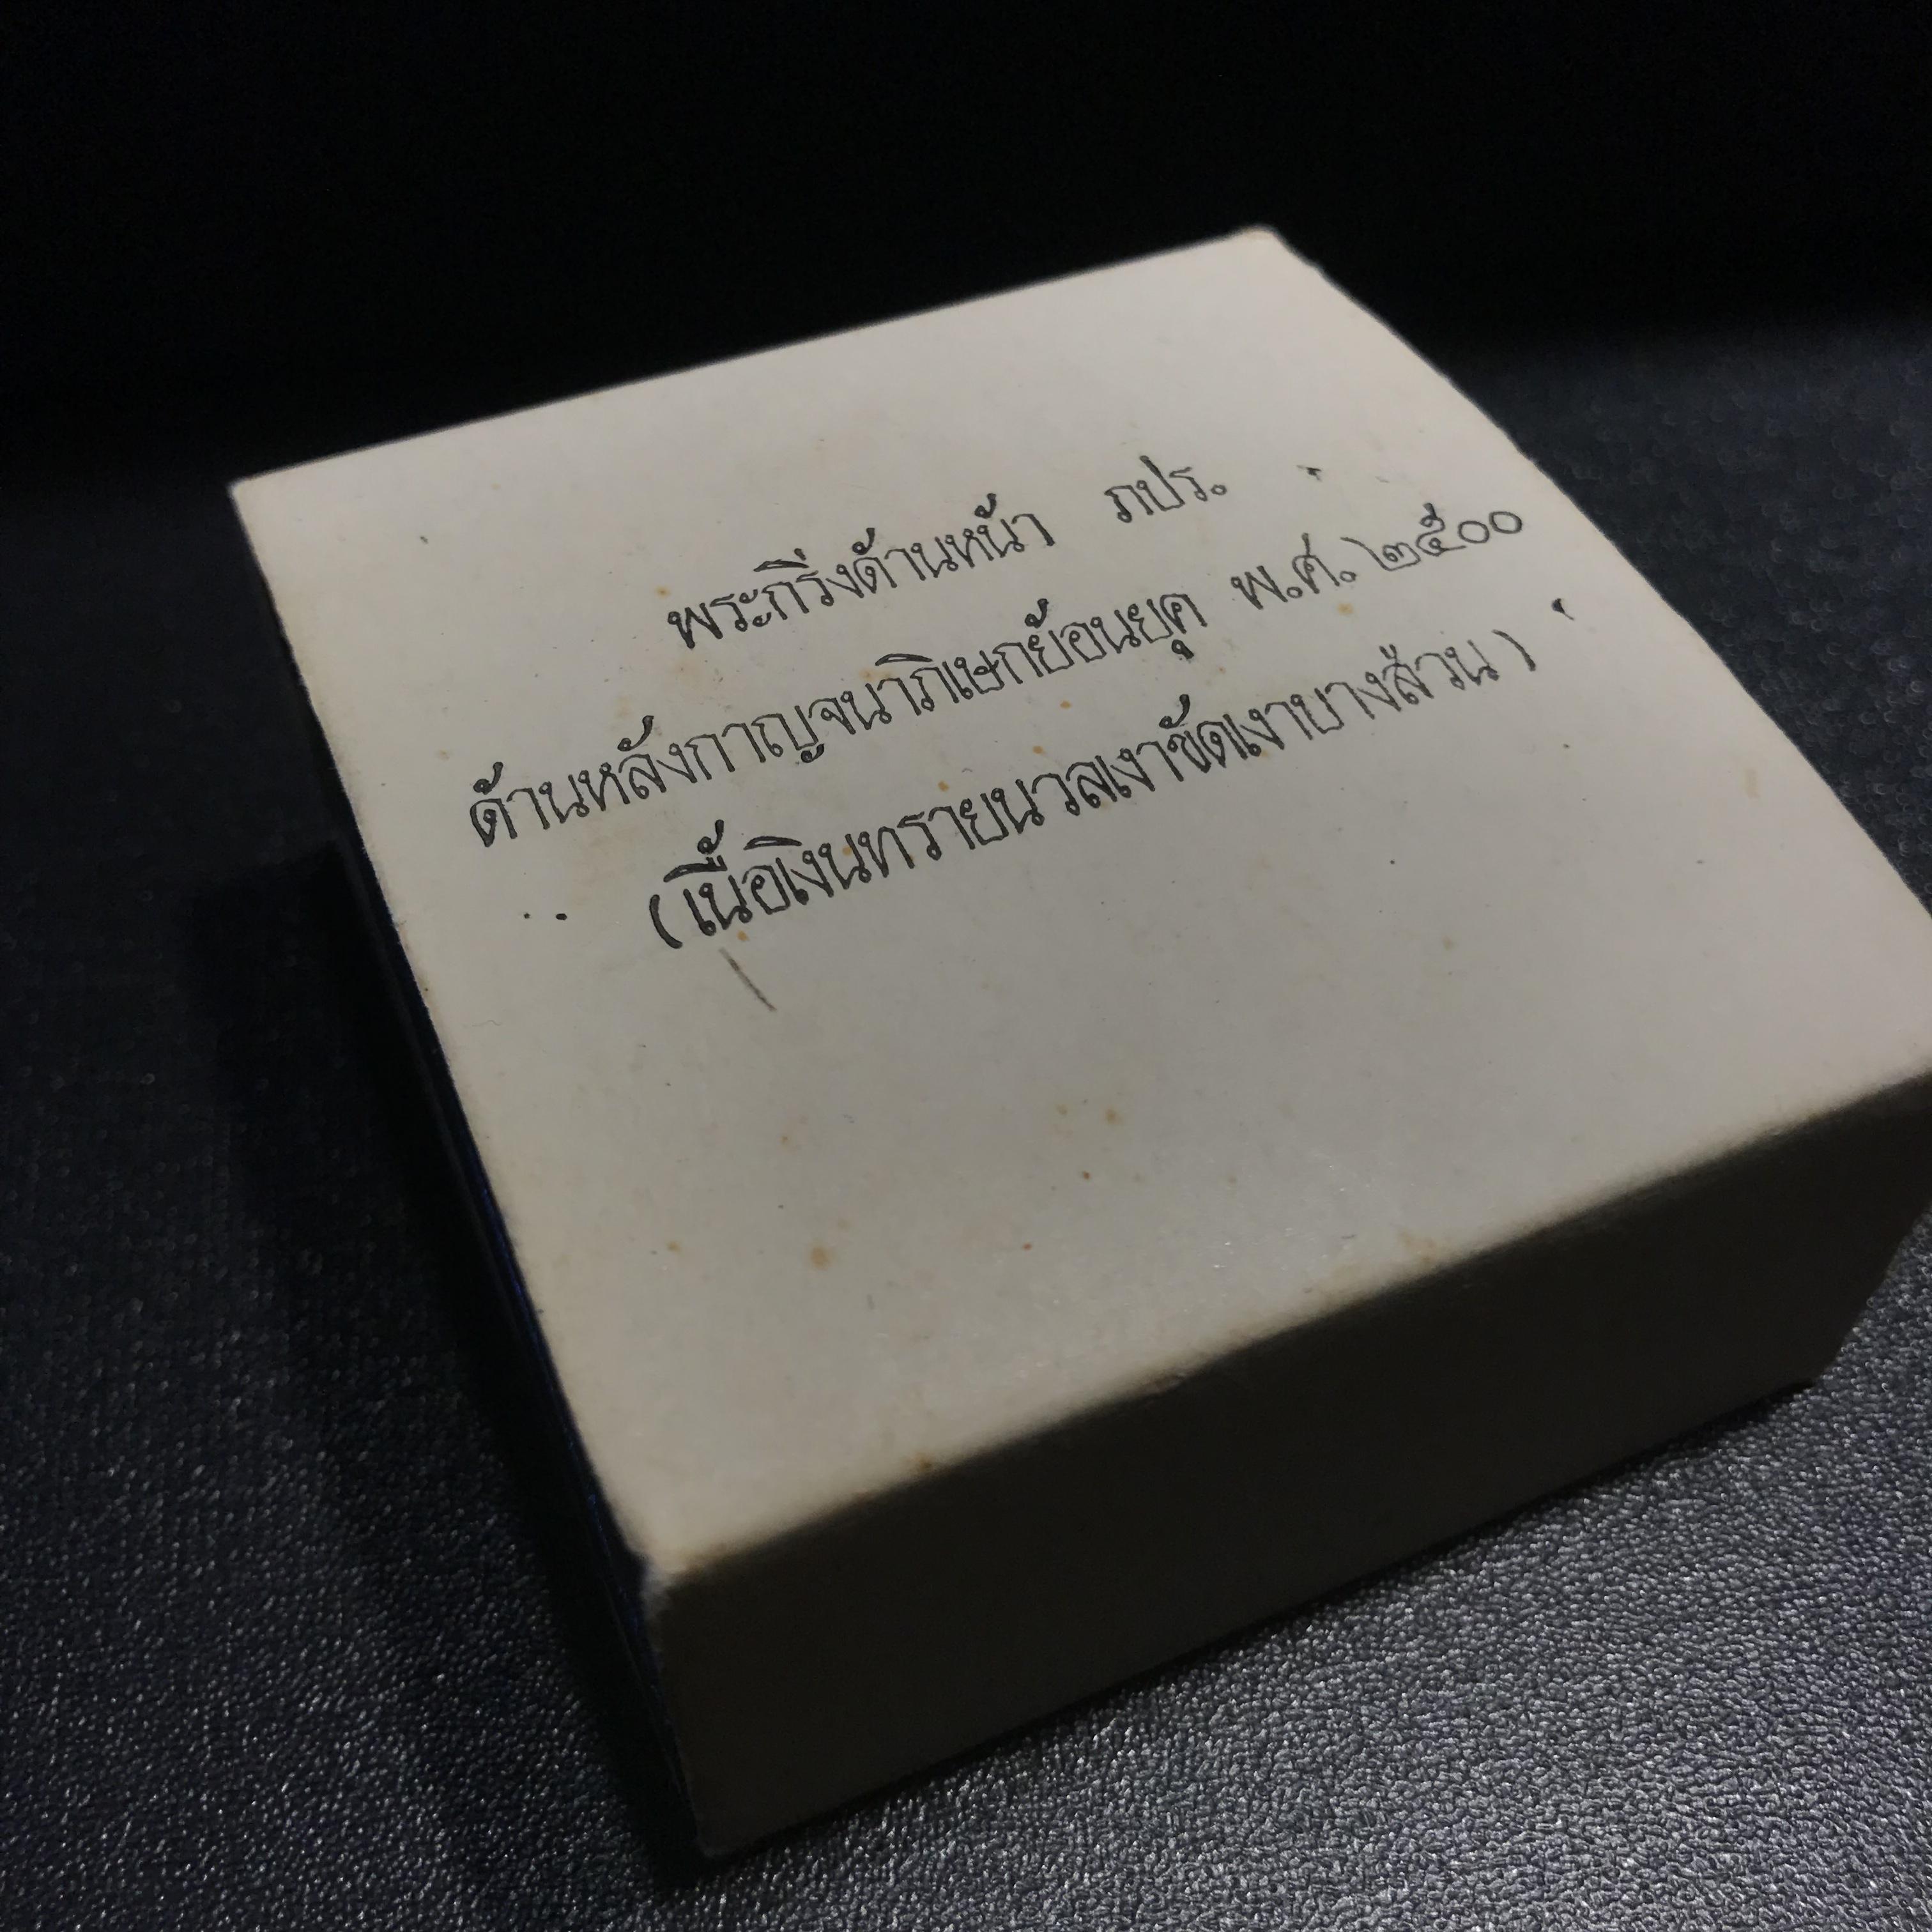 พระกริ่งด้านหน้า ภปร.
ด้านหลังกาญจนาภิเษกย้อนยุค พ.ศ. ๒๕๐๐
(เนื้อเงินทรายนวลเงาขัดเงาบางส่วน)